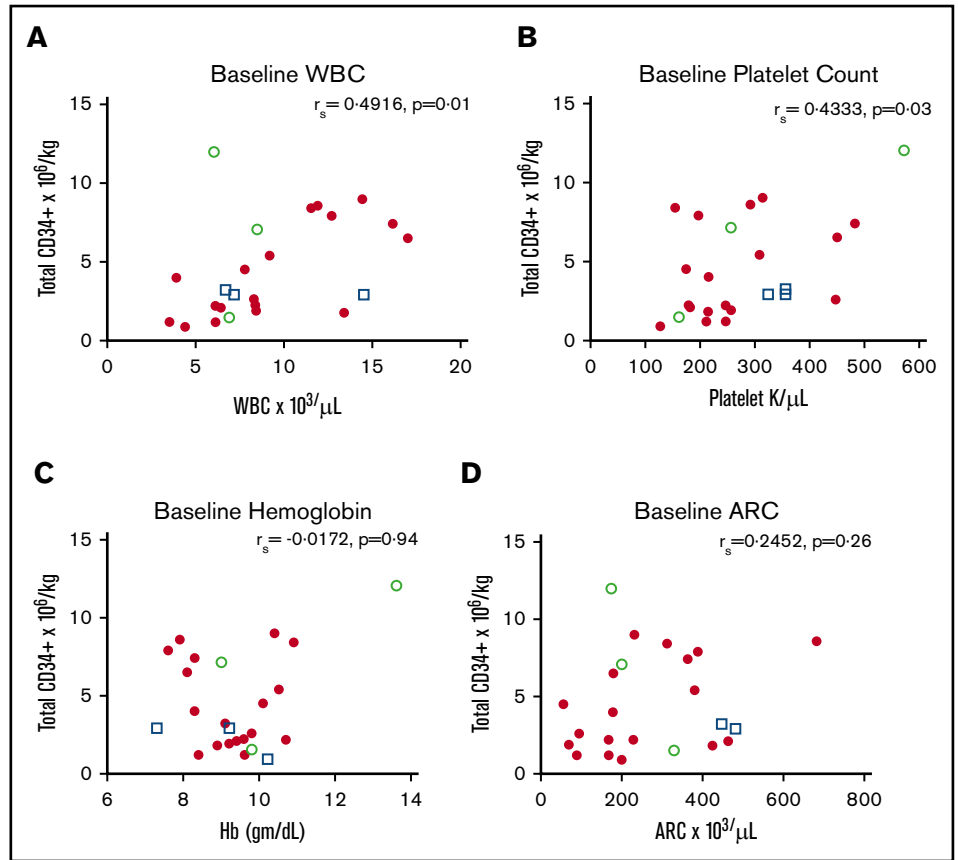 A
Baseline WBC
r_s= 0·4916, p=0·01
Total CD34+ x 10⁶/kg
15
10
5
0
0 5 10 15 20
WBC x 10³/µL
B
Baseline Platelet Count
r_s= 0·4333, p=0·03
Total CD34+ x 10⁶/kg
15
10
5
0
0 100 200 300 400 500 600
Platelet K/µL
C
Baseline Hemoglobin
r_s= -0·0172, p=0·94
Total CD34+ x 10⁶/kg
15
10
5
0
6 8 10 12 14
Hb (gm/dL)
D
Baseline ARC
r_s=0·2452, p=0·26
Total CD34+ x 10⁶/kg
15
10
5
0
0 200 400 600 800
ARC x 10³/µL